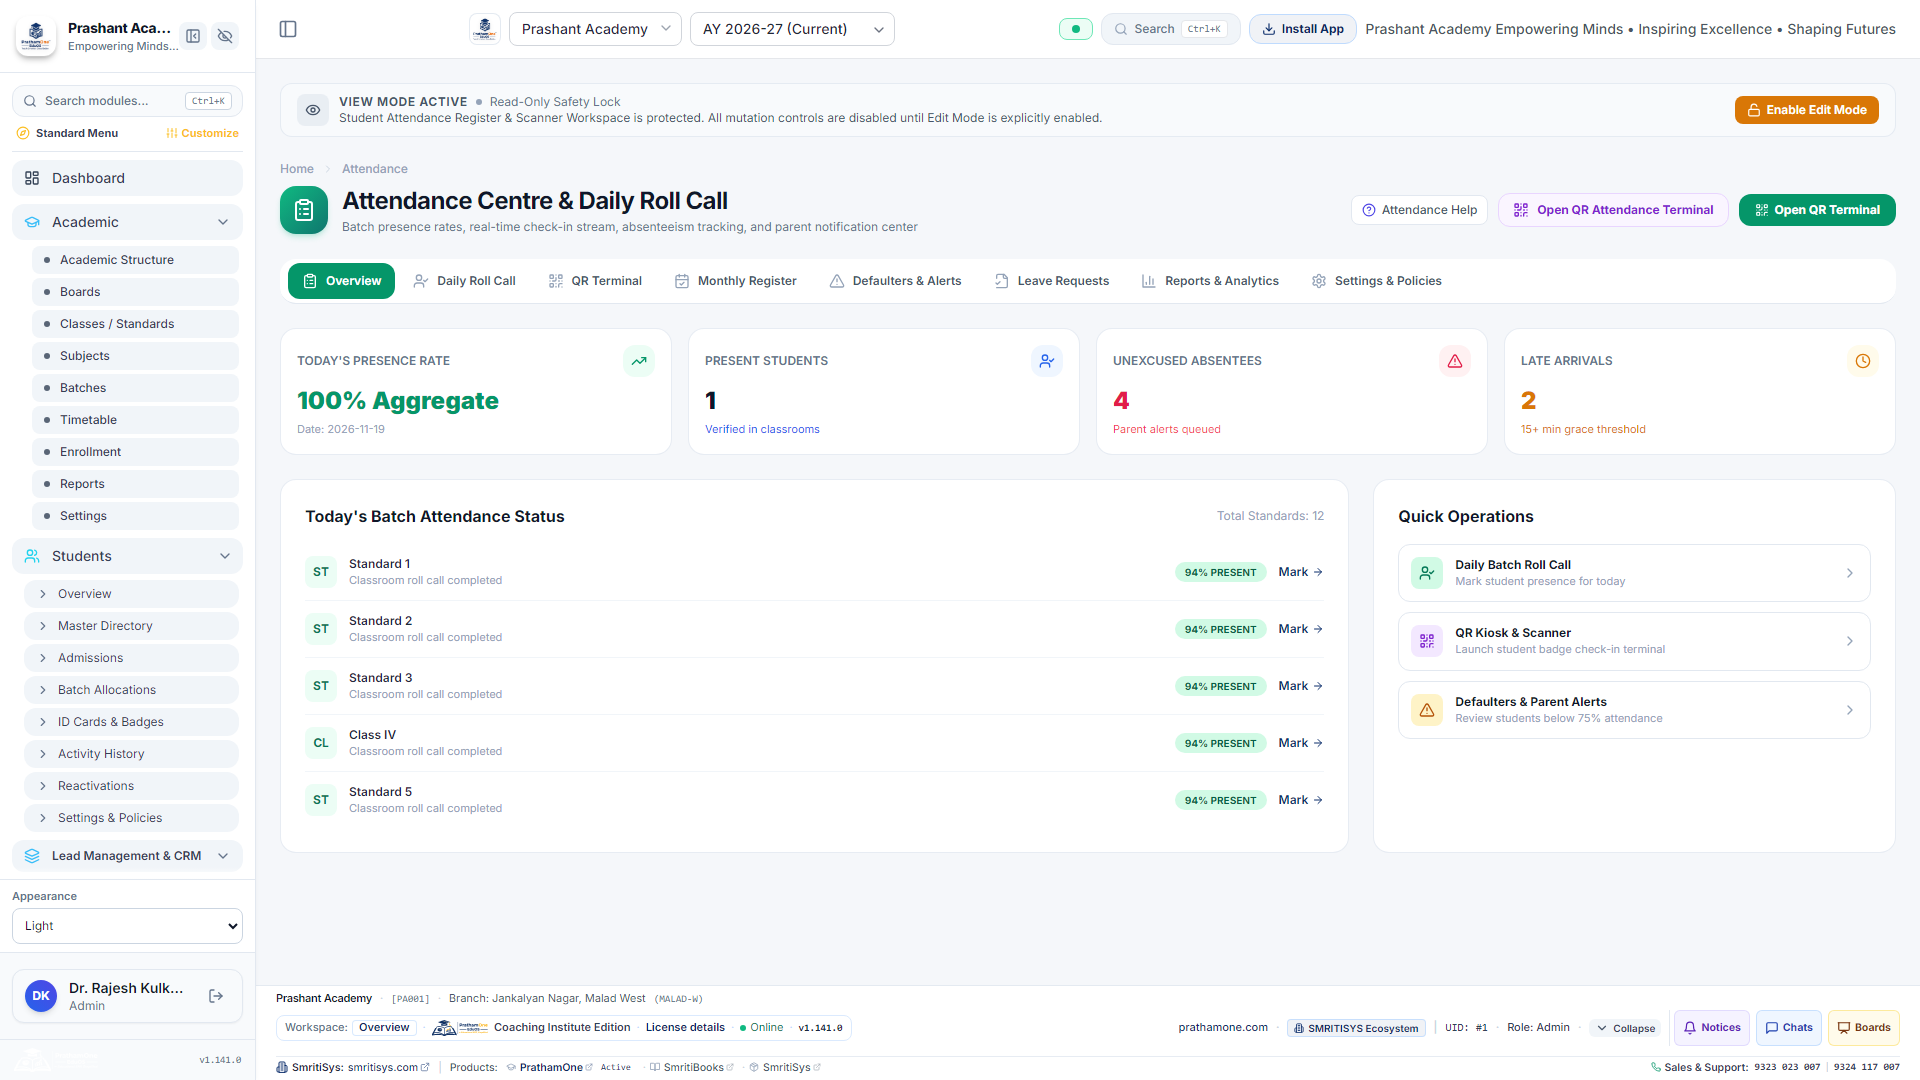 Prashant Aca...
Empowering Minds...
Search modules...
Ctrl+K
Standard Menu
Customize
Dashboard
Academic
Academic Structure
Boards
Classes / Standards
Subjects
Batches
Timetable
Enrollment
Reports
Settings
Students
Overview
Master Directory
Admissions
Batch Allocations
ID Cards & Badges
Activity History
Reactivations
Settings & Policies
Lead Management & CRM
Appearance
Light
DK
Dr. Rajesh Kulk...
Admin
v1.141.0
Prashant Academy
AY 2026-27 (Current)
Search
Ctrl+K
Install App
Prashant Academy Empowering Minds • Inspiring Excellence • Shaping Futures
VIEW MODE ACTIVE
Read-Only Safety Lock
Student Attendance Register & Scanner Workspace is protected. All mutation controls are disabled until Edit Mode is explicitly enabled.
Enable Edit Mode
Home
Attendance
Attendance Centre & Daily Roll Call
Batch presence rates, real-time check-in stream, absenteeism tracking, and parent notification center
Attendance Help
Open QR Attendance Terminal
Open QR Terminal
Overview
Daily Roll Call
QR Terminal
Monthly Register
Defaulters & Alerts
Leave Requests
Reports & Analytics
Settings & Policies
TODAY'S PRESENCE RATE
100% Aggregate
Date: 2026-11-19
PRESENT STUDENTS
1
Verified in classrooms
UNEXCUSED ABSENTEES
4
Parent alerts queued
LATE ARRIVALS
2
15+ min grace threshold
Today's Batch Attendance Status
Total Standards: 12
ST
Standard 1
Classroom roll call completed
94% PRESENT
Mark →
ST
Standard 2
Classroom roll call completed
94% PRESENT
Mark →
ST
Standard 3
Classroom roll call completed
94% PRESENT
Mark →
CL
Class IV
Classroom roll call completed
94% PRESENT
Mark →
ST
Standard 5
Classroom roll call completed
94% PRESENT
Mark →
Quick Operations
Daily Batch Roll Call
Mark student presence for today
QR Kiosk & Scanner
Launch student badge check-in terminal
Defaulters & Parent Alerts
Review students below 75% attendance
Prashant Academy · [PA001] · Branch: Jankalyan Nagar, Malad West (MALAD-W)
Workspace: Overview · Coaching Institute Edition · License details · Online · v1.141.0
prathamone.com · SMRITISYS Ecosystem | UID: #1 · Role: Admin · Collapse
Notices
Chats
Boards
SmritiSys: smritisys.com | Products: PrathamOne Active · SmritiBooks · SmritiSys
Sales & Support: 9323 023 007 | 9324 117 007